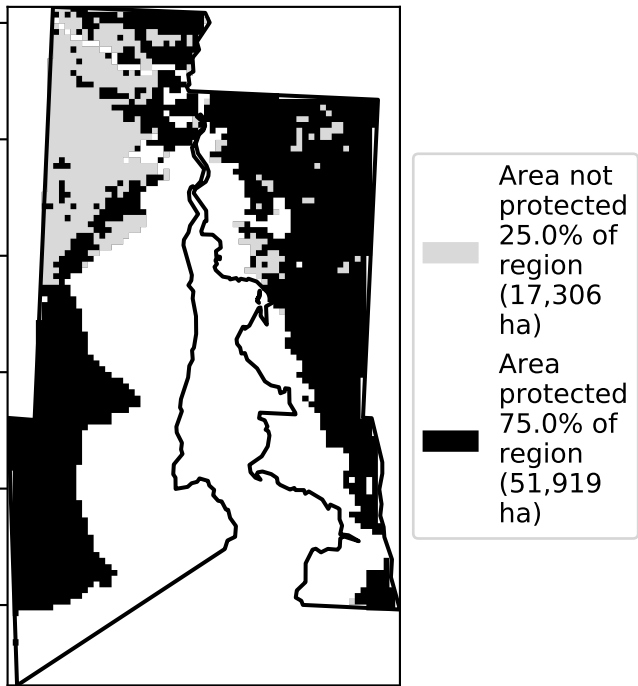 Area not
protected
25.0% of
region
(17,306
ha)
Area
protected
75.0% of
region
(51,919
ha)